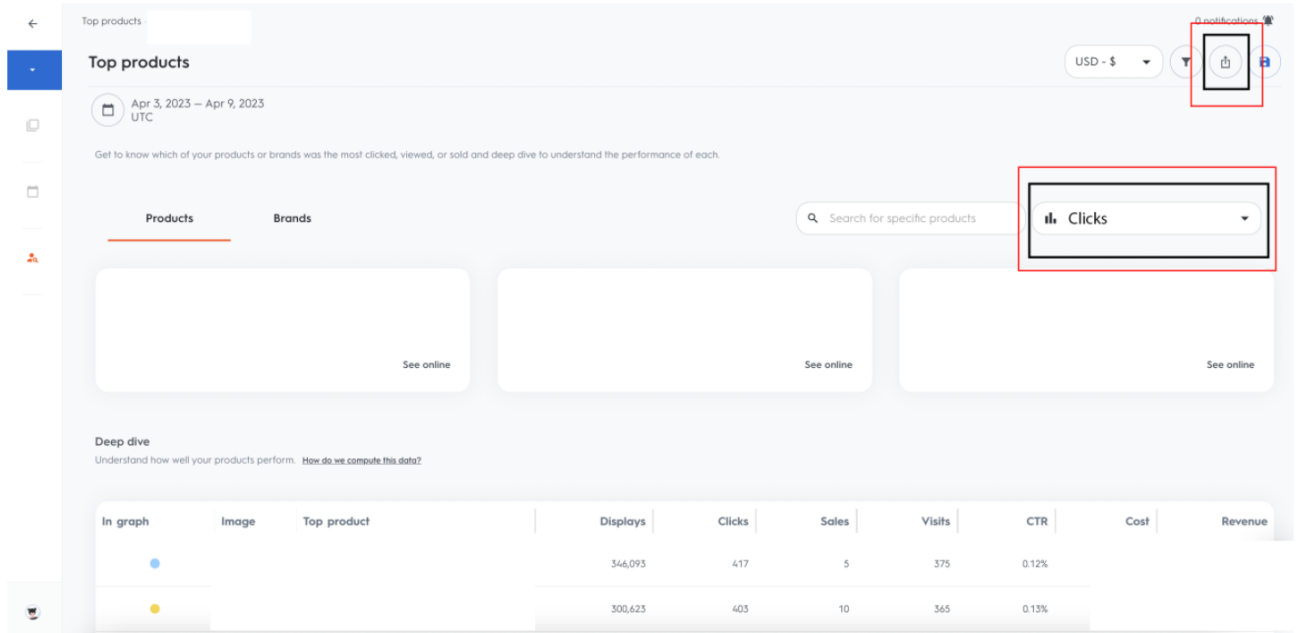 Top products
0 notifications
Top products
USD - $
Apr 3, 2023 – Apr 9, 2023
UTC
Get to know which of your products or brands was the most clicked, viewed, or sold and deep dive to understand the performance of each.
Products Brands Search for specific products Clicks
See online See online See online
Deep dive
Understand how well your products perform. How do we compute this data?
In graph Image Top product Displays Clicks Sales Visits CTR Cost Revenue
346,093 417 5 375 0.12%
300,623 403 10 365 0.13%